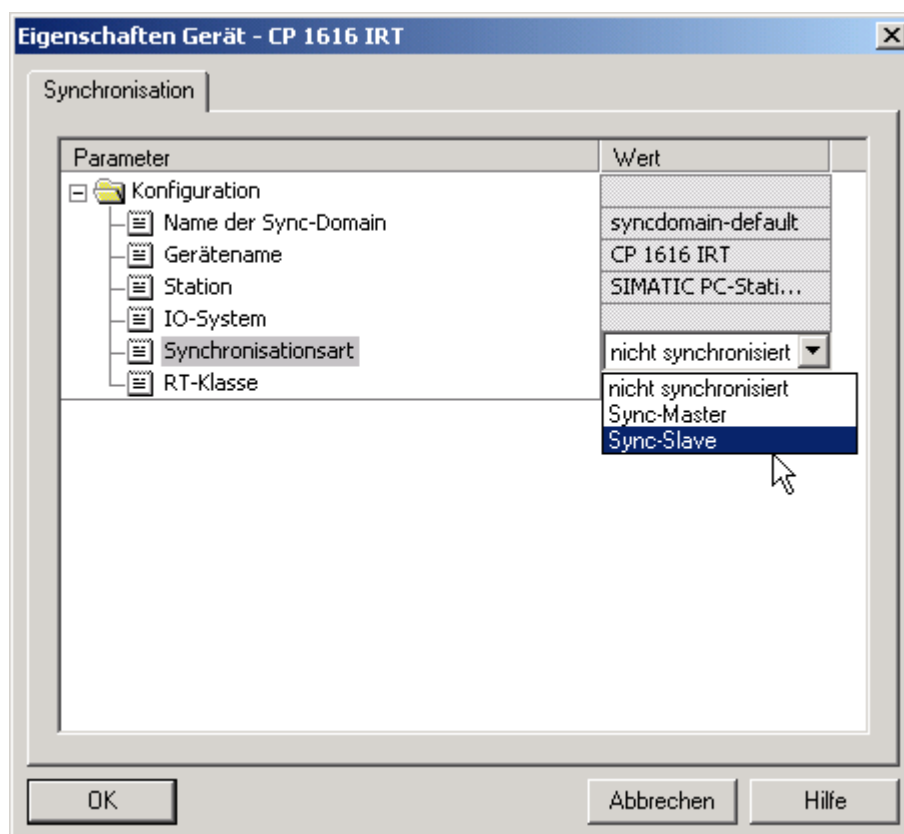 Eigenschaften Gerät - CP 1616 IRT
Synchronisation
Parameter Wert
Konfiguration
Name der Sync-Domain syncdomain-default
Gerätename CP 1616 IRT
Station SIMATIC PC-Stati...
IO-System
Synchronisationsart nicht synchronisiert
RT-Klasse
nicht synchronisiert
Sync-Master
Sync-Slave
OK Abbrechen Hilfe